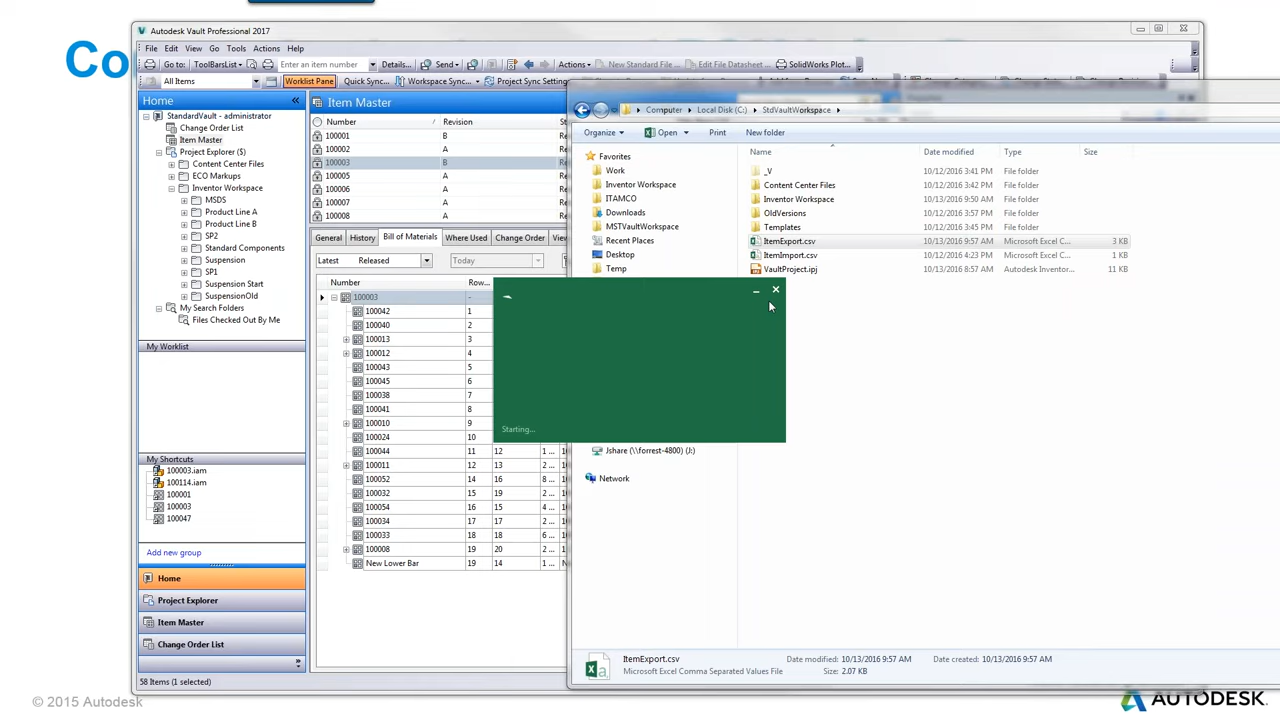 Co
Autodesk Vault Professional 2017
File Edit View Go Tools Actions Help
Go to: ToolBarsList Enter an item number Details... Send Actions New Standard File... Edit File Datasheet... SolidWorks Plot...
All Items Worklist Pane Quick Sync... Workspace Sync... Project Sync Settings
Home «
StandardVault - administrator
Change Order List
Item Master
Project Explorer ($)
Content Center Files
ECO Markups
Inventor Workspace
MSDS
Product Line A
Product Line B
SP2
Standard Components
Suspension
SP1
Suspension Start
SuspensionOld
My Search Folders
Files Checked Out By Me
My Worklist
My Shortcuts
100003.iam
100114.iam
100001
100003
100047
Add new group
Home
Project Explorer
Item Master
Change Order List
58 Items (1 selected)
Item Master
Number Revision
100001 B
100002 A
100003 B
100005 A
100006 A
100007 A
100008 A
General History Bill of Materials Where Used Change Order
Latest Released Today
Number Row...
100003 -
100042 1
100040 2
100013 3
100012 4
100043 5
100045 6
100038 7
100041 8
100010 9
100024 10
100044 11 12 1 ...
100011 12 13 2 ...
100052 14 16 8 ...
100032 15 19 2 ...
100054 16 15 4 ...
100034 17 17 2 ...
100033 18 18 6 ...
100008 19 20 2 ...
New Lower Bar 19 14 1 ...
Computer Local Disk (C:) StdVaultWorkspace
Organize Open Print New folder
Favorites
Work
Inventor Workspace
ITAMCO
Downloads
MSTVaultWorkspace
Recent Places
Desktop
Temp
Jshare (\\forrest-4800) (J:)
Network
Name Date modified Type Size
_V 10/12/2016 3:41 PM File folder
Content Center Files 10/12/2016 3:42 PM File folder
Inventor Workspace 10/13/2016 9:50 AM File folder
OldVersions 10/12/2016 3:57 PM File folder
Templates 10/12/2016 3:45 PM File folder
ItemExport.csv 10/13/2016 9:57 AM Microsoft Excel C... 3 KB
ItemImport.csv 10/12/2016 4:23 PM Microsoft Excel C... 1 KB
VaultProject.ipj 10/13/2016 8:57 AM Autodesk Inventor... 11 KB
Starting...
ItemExport.csv Date modified: 10/13/2016 9:57 AM Date created: 10/13/2016 9:57 AM
Microsoft Excel Comma Separated Values File Size: 2.07 KB
© 2015 Autodesk
AUTODESK.